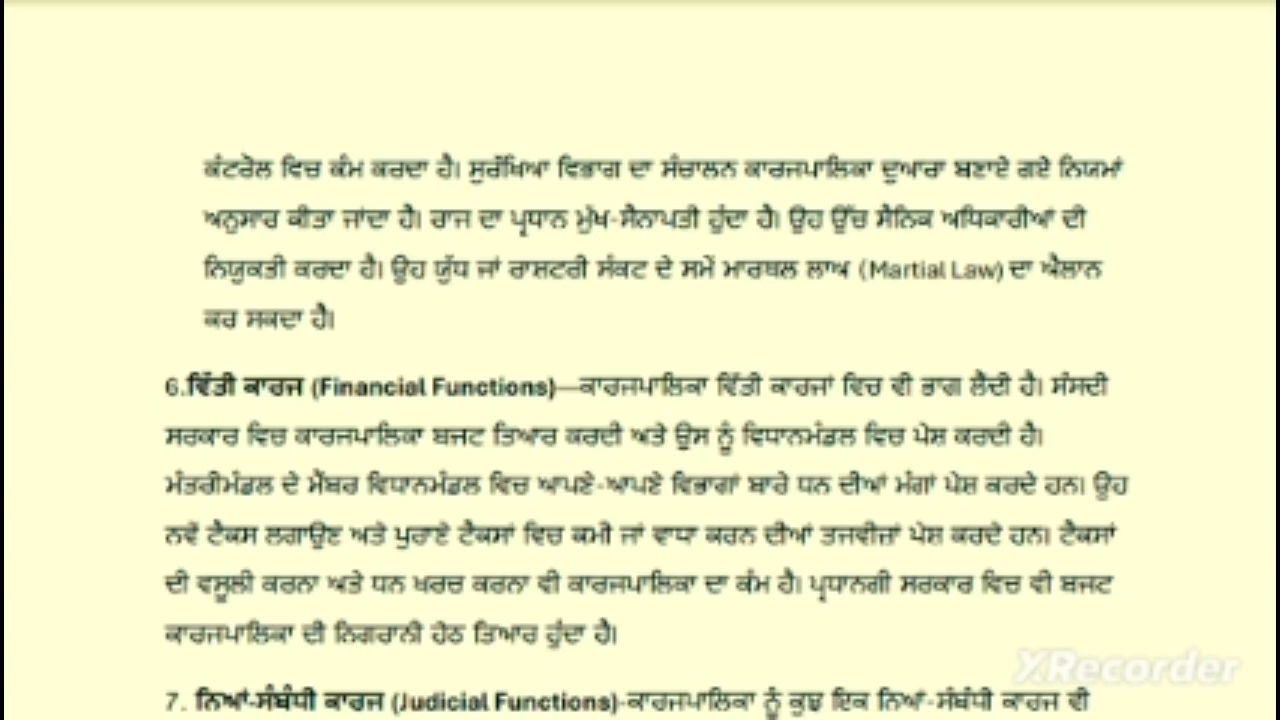 ਕੰਟਰੋਲ ਵਿਚ ਕੰਮ ਕਰਦਾ ਹੈ। ਸੁਰੱਖਿਆ ਵਿਭਾਗ ਦਾ ਸੰਚਾਲਨ ਕਾਰਜਪਾਲਿਕਾ ਦੁਆਰਾ ਬਣਾਏ ਗਏ ਨਿਯਮਾਂ
ਅਨੁਸਾਰ ਕੀਤਾ ਜਾਂਦਾ ਹੈ। ਰਾਜ ਦਾ ਪ੍ਰਧਾਨ ਮੁੱਖ-ਸੈਨਾਪਤੀ ਹੁੰਦਾ ਹੈ। ਉਹ ਉੱਚ ਸੈਨਿਕ ਅਧਿਕਾਰੀਆਂ ਦੀ
ਨਿਯੁਕਤੀ ਕਰਦਾ ਹੈ। ਉਹ ਯੁੱਧ ਜਾਂ ਰਾਸ਼ਟਰੀ ਸੰਕਟ ਦੇ ਸਮੇਂ ਮਾਰਥਲ ਲਾਅ (Martial Law) ਦਾ ਐਲਾਨ
ਕਰ ਸਕਦਾ ਹੈ।
6.ਵਿੱਤੀ ਕਾਰਜ (Financial Functions)—ਕਾਰਜਪਾਲਿਕਾ ਵਿੱਤੀ ਕਾਰਜਾਂ ਵਿਚ ਵੀ ਭਾਗ ਲੈਂਦੀ ਹੈ। ਸੰਸਦੀ
ਸਰਕਾਰ ਵਿਚ ਕਾਰਜਪਾਲਿਕਾ ਬਜਟ ਤਿਆਰ ਕਰਦੀ ਅਤੇ ਉਸ ਨੂੰ ਵਿਧਾਨਮੰਡਲ ਵਿਚ ਪੇਸ਼ ਕਰਦੀ ਹੈ।
ਮੰਤਰੀਮੰਡਲ ਦੇ ਮੈਂਬਰ ਵਿਧਾਨਮੰਡਲ ਵਿਚ ਆਪਣੇ-ਆਪਣੇ ਵਿਭਾਗਾਂ ਬਾਰੇ ਧਨ ਦੀਆਂ ਮੰਗਾਂ ਪੇਸ਼ ਕਰਦੇ ਹਨ। ਉਹ
ਨਵੇਂ ਟੈਕਸ ਲਗਾਉਣ ਅਤੇ ਪੁਰਾਣੇ ਟੈਕਸਾਂ ਵਿਚ ਕਮੀ ਜਾਂ ਵਾਧਾ ਕਰਨ ਦੀਆਂ ਤਜਵੀਜ਼ਾਂ ਪੇਸ਼ ਕਰਦੇ ਹਨ। ਟੈਕਸਾਂ
ਦੀ ਵਸੂਲੀ ਕਰਨਾ ਅਤੇ ਧਨ ਖਰਚ ਕਰਨਾ ਵੀ ਕਾਰਜਪਾਲਿਕਾ ਦਾ ਕੰਮ ਹੈ। ਪ੍ਰਧਾਨਗੀ ਸਰਕਾਰ ਵਿਚ ਵੀ ਬਜਟ
ਕਾਰਜਪਾਲਿਕਾ ਦੀ ਨਿਗਰਾਨੀ ਹੇਠ ਤਿਆਰ ਹੁੰਦਾ ਹੈ।
XRecorder
7. ਨਿਆਂ-ਸੰਬੰਧੀ ਕਾਰਜ (Judicial Functions)-ਕਾਰਜਪਾਲਿਕਾ ਨੂੰ ਕੁਝ ਇਕ ਨਿਆਂ-ਸੰਬੰਧੀ ਕਾਰਜ ਵੀ